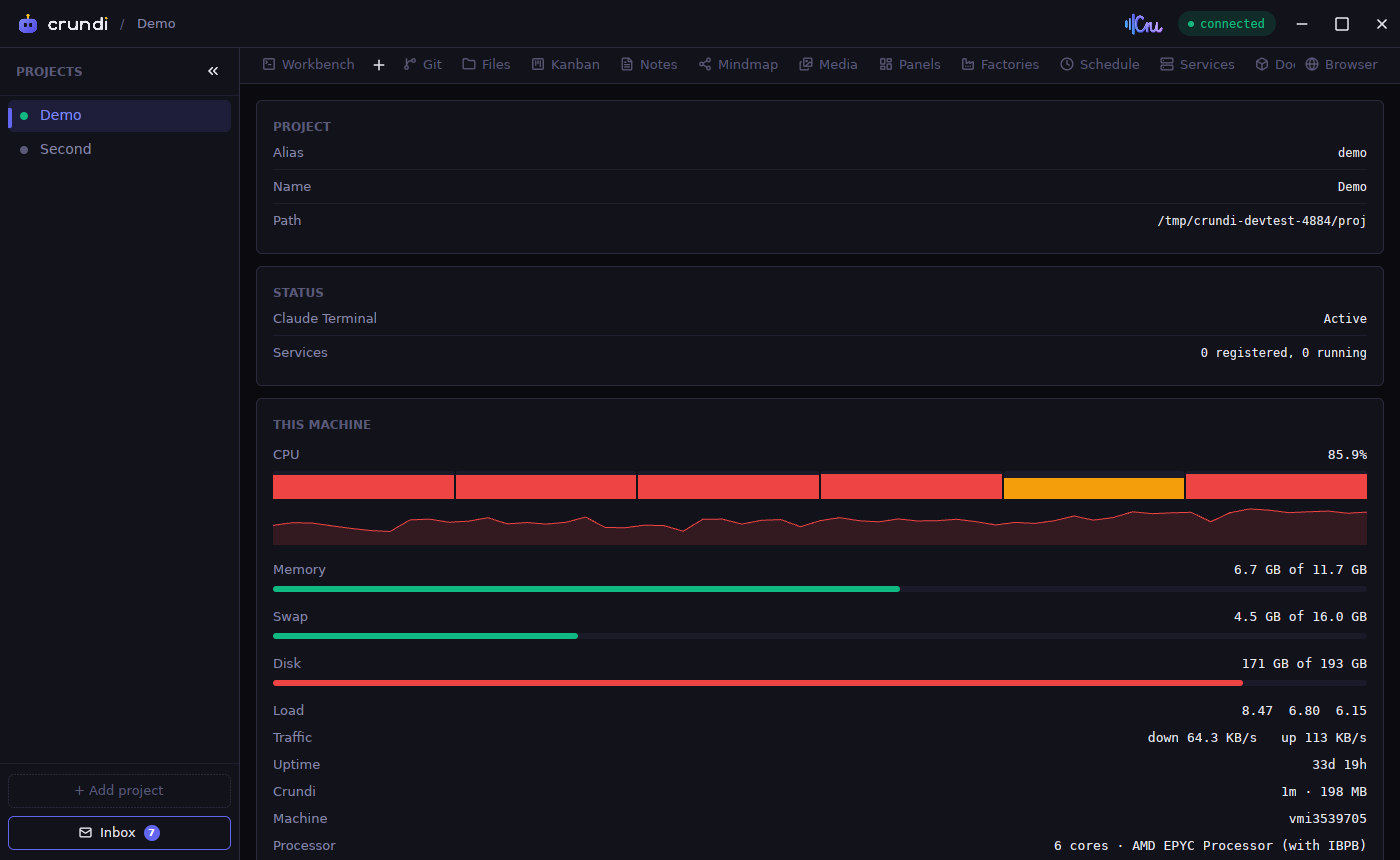 crundi / Demo
Cru
connected
PROJECTS
Workbench
Git
Files
Kanban
Notes
Mindmap
Media
Panels
Factories
Schedule
Services
Browser
Demo
Second
PROJECT
Alias demo
Name Demo
Path /tmp/crundi-devtest-4884/proj
STATUS
Claude Terminal Active
Services 0 registered, 0 running
THIS MACHINE
CPU 85.9%
Memory 6.7 GB of 11.7 GB
Swap 4.5 GB of 16.0 GB
Disk 171 GB of 193 GB
Load 8.47 6.80 6.15
Traffic down 64.3 KB/s up 113 KB/s
Uptime 33d 19h
Crundi 1m · 198 MB
Machine vmi3539705
Processor 6 cores · AMD EPYC Processor (with IBPB)
+ Add project
Inbox 7